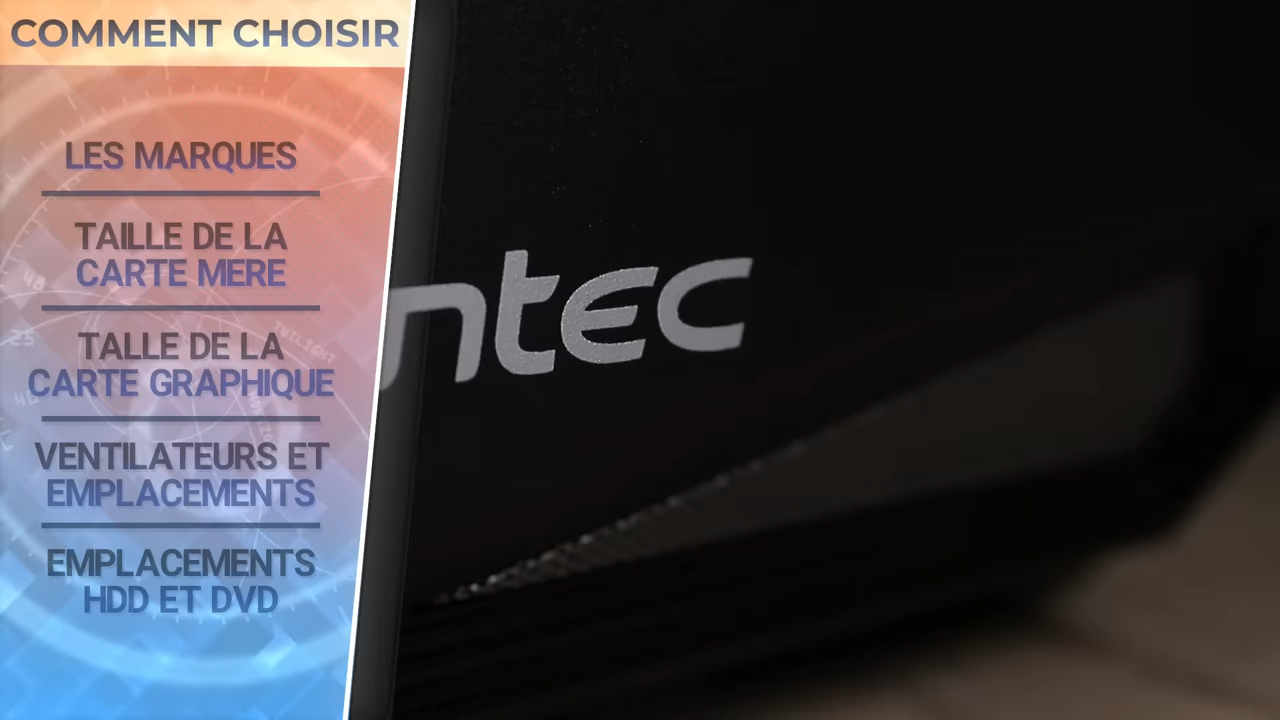 COMMENT CHOISIR
LES MARQUES
TAILLE DE LA
CARTE MERE
TALLE DE LA
CARTE GRAPHIQUE
VENTILATEURS ET
EMPLACEMENTS
EMPLACEMENTS
HDD ET DVD
ntec